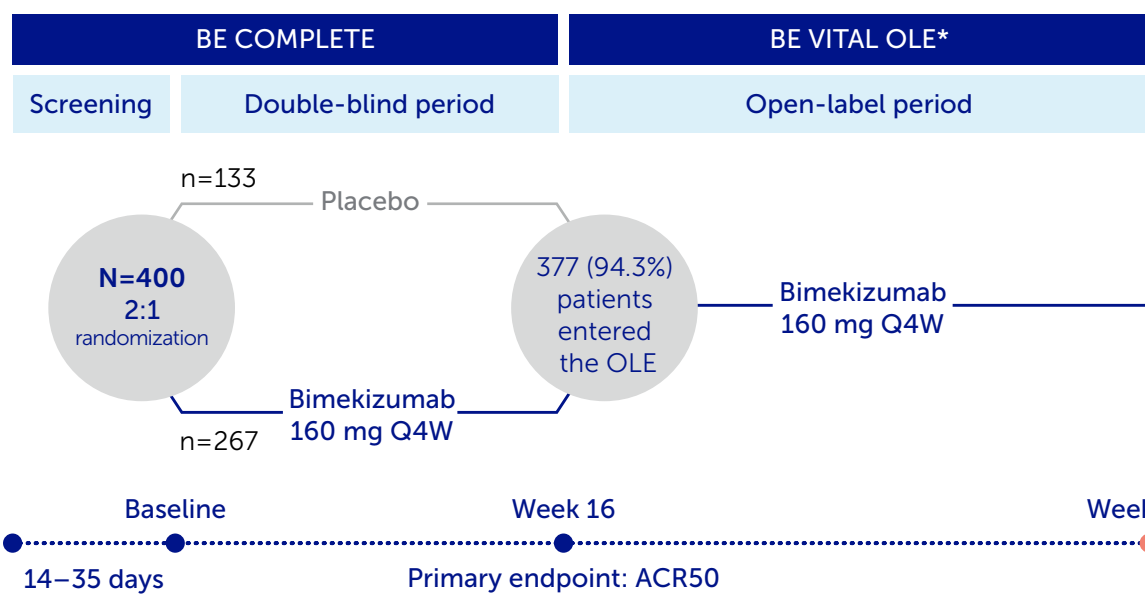 BE COMPLETE
BE VITAL OLE*
Screening
Double-blind period
Open-label period
n=133
Placebo
N=400
2:1
randomization
377 (94.3%)
patients
entered
the OLE
Bimekizumab
160 mg Q4W
Bimekizumab
160 mg Q4W
n=267
Baseline
Week 16
14–35 days
Primary endpoint: ACR50